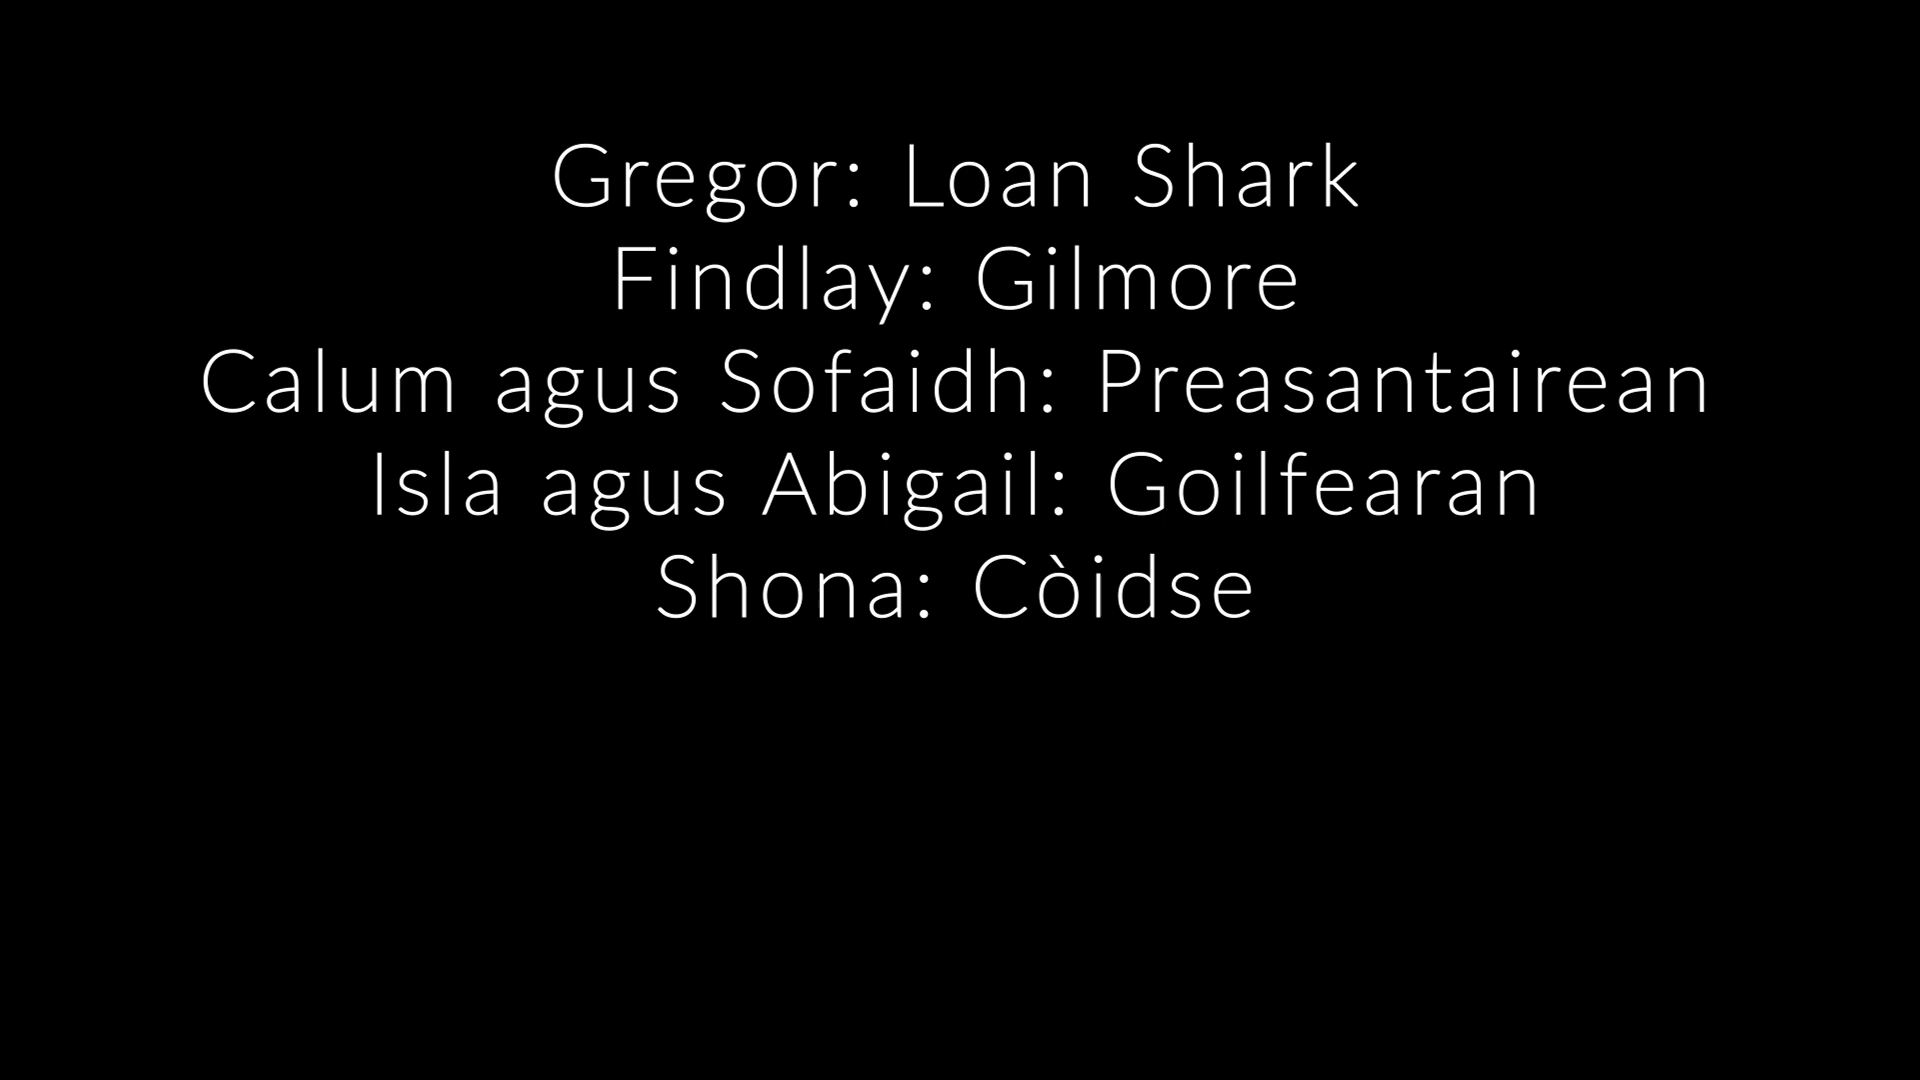 Gregor: Loan Shark
Findlay: Gilmore
Calum agus Sofaidh: Preasantairean
Isla agus Abigail: Goilfearan
Shona: Còidse